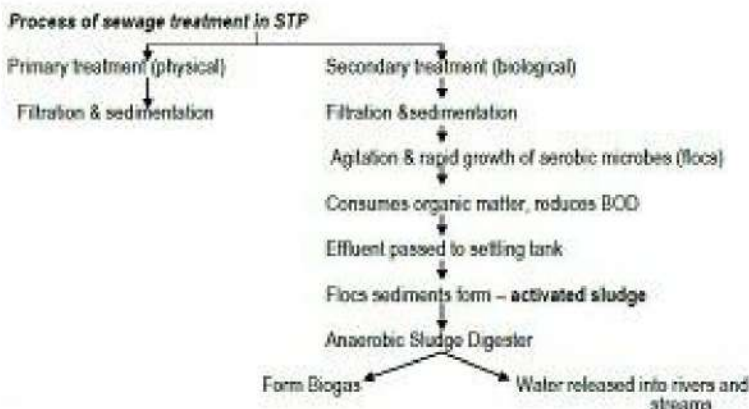 Process of sewage treatment in STP
Primary treatment (physical)
Secondary treatment (biological)
Filtration & sedimentation
Filtration &sedimentation
Agitation & rapid growth of aerobic microbes (flocs)
Consumes organic matter, reduces BOD
Effluent passed to settling tank
Flocs sediments form – activated sludge
Anaerobic Sludge Digester
Form Biogas
Water released into rivers and
streams